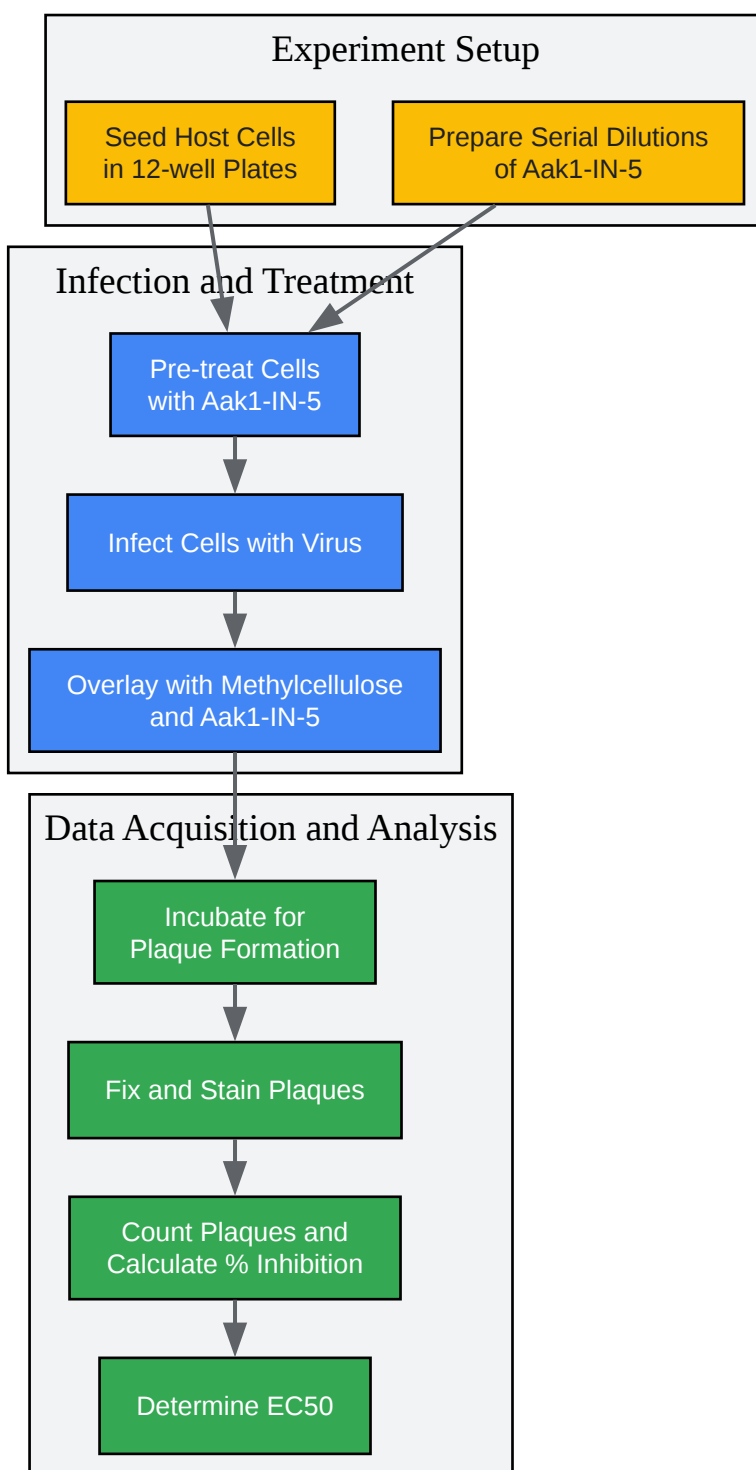 Experiment Setup
Seed Host Cells
in 12-well Plates
Prepare Serial Dilutions
of Aak1-IN-5
Infection and Treatment
Pre-treat Cells
with Aak1-IN-5
Infect Cells with Virus
Overlay with Methylcellulose
and Aak1-IN-5
Data Acquisition and Analysis
Incubate for
Plaque Formation
Fix and Stain Plaques
Count Plaques and
Calculate % Inhibition
Determine EC50